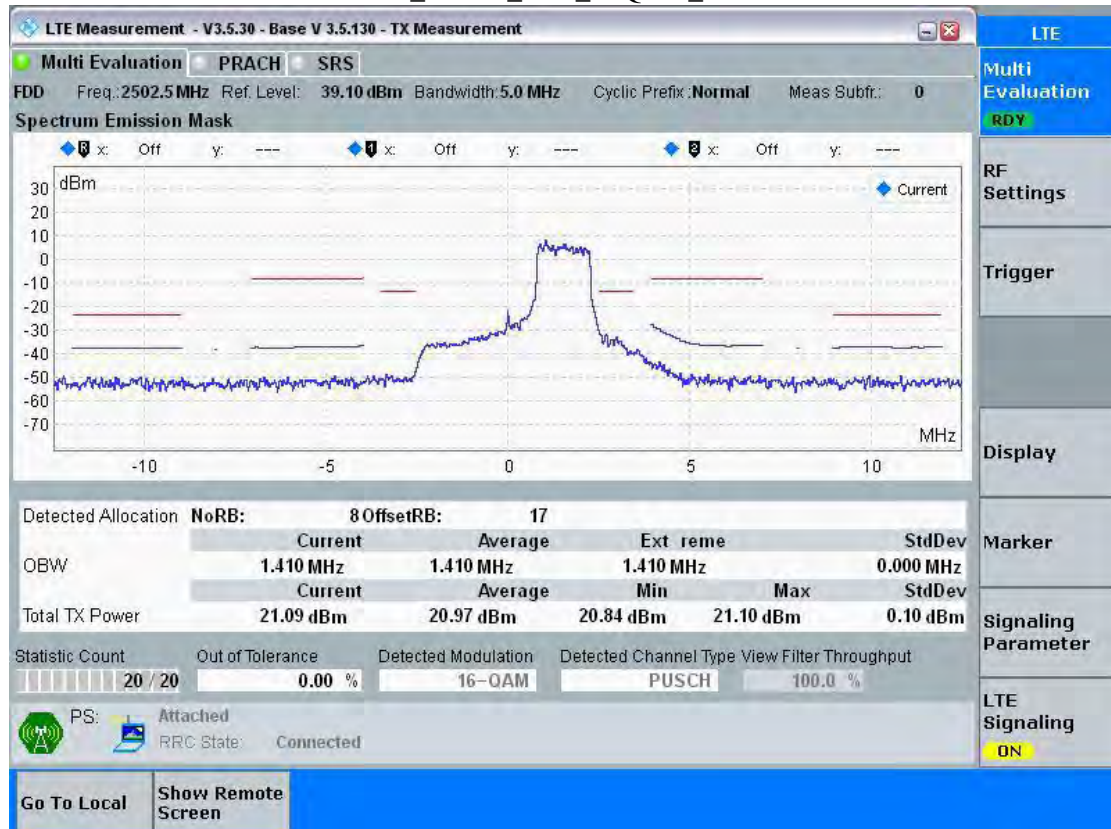 LTE Measurement - V3.5.30 - Base V 3.5.130 - TX Measurement
LTE
Multi Evaluation PRACH SRS
Multi Evaluation
RDY
FDD Freq.:2502.5 MHz Ref. Level: 39.10 dBm Bandwidth:5.0 MHz Cyclic Prefix :Normal Meas Subfr.: 0
Spectrum Emission Mask
R x: Off y: --- 1 x: Off y: --- 2 x: Off y: ---
dBm
Current
30
20
10
0
-10
-20
-30
-40
-50
-60
-70
MHz
-10 -5 0 5 10
RF Settings
Trigger
Display
Marker
Signaling Parameter
LTE Signaling
ON
Detected Allocation NoRB: 8 OffsetRB: 17
Current Average Ext reme StdDev
OBW 1.410 MHz 1.410 MHz 1.410 MHz 0.000 MHz
Current Average Min Max StdDev
Total TX Power 21.09 dBm 20.97 dBm 20.84 dBm 21.10 dBm 0.10 dBm
Statistic Count Out of Tolerance Detected Modulation Detected Channel Type View Filter Throughput
20 / 20 0.00 % 16-QAM PUSCH 100.0 %
PS: Attached
RRC State: Connected
Go To Local
Show Remote Screen